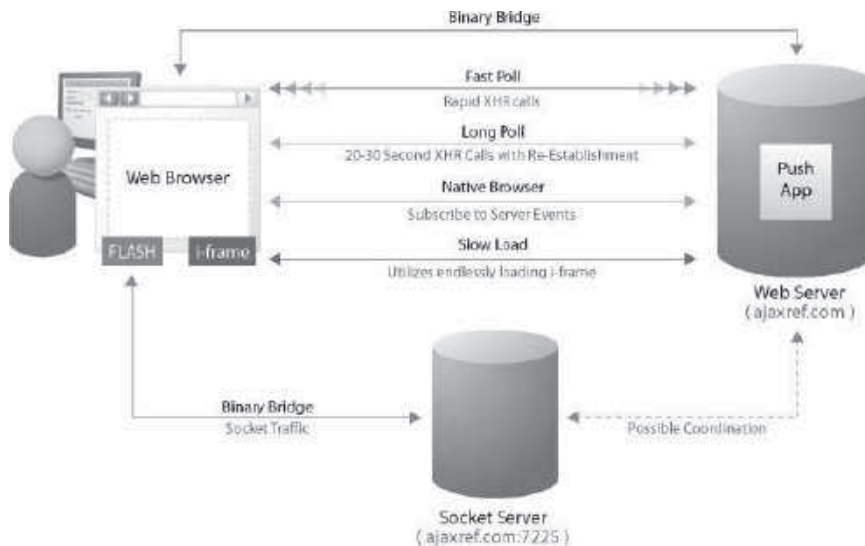 Binary Bridge
Fast Poll
Rapid XHR calls
Long Poll
20-30 Second XHR Calls with Re-Establishment
Web Browser
Native Browser
Subscribe to Server Events
Push
App
FLASH
i-frame
Slow Load
Utilizes endlessly loading i-frame
Web Server
( ajaxref.com )
Binary Bridge
Socket Traffic
Possible Coordination
Socket Server
( ajaxref.com:7225 )